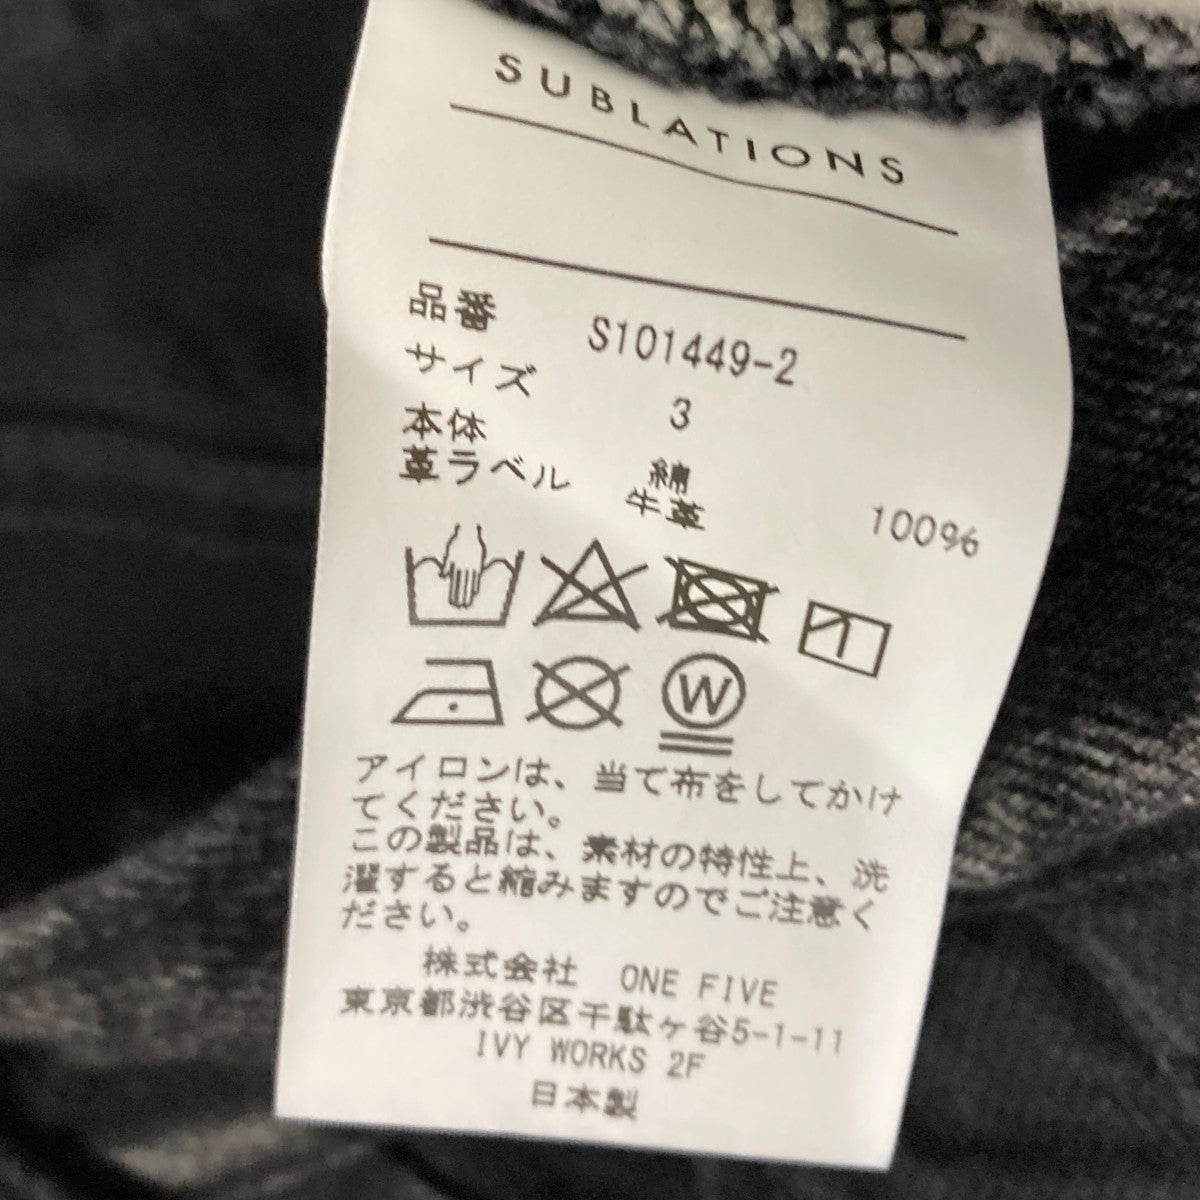 SUBLATIONS
品番 S101449-2
サイズ 3
本体 綿 100%
革ラベル 牛革
W
アイロンは、当て布をしてかけ
てください。
この製品は、素材の特性上、洗
濯すると縮みますのでご注意く
ださい。
株式会社 ONE FIVE
東京都渋谷区千駄ヶ谷5-1-11
IVY WORKS 2F
日本製